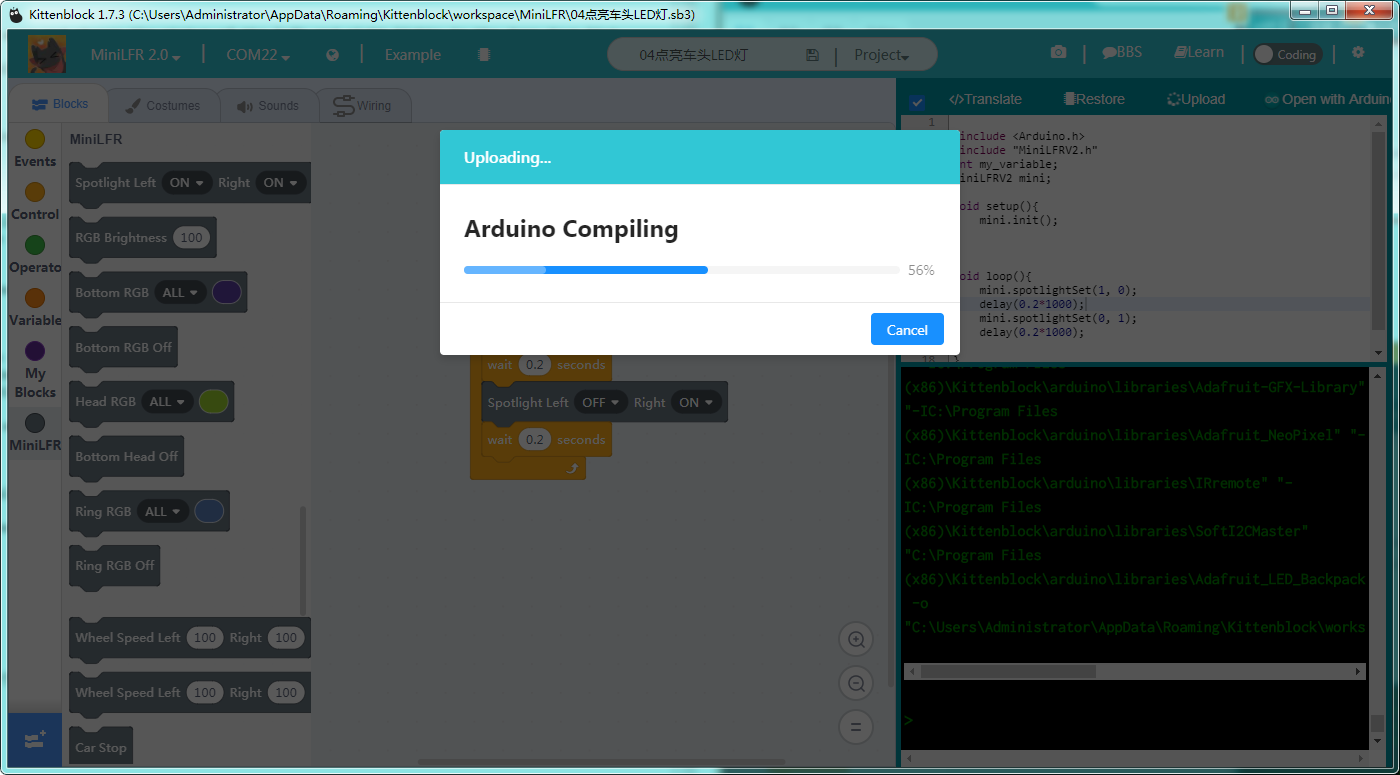 Kittenblock 1.7.3 (C:\Users\Administrator\AppData\Roaming\Kittenblock\workspace\MiniLFR\04点亮车头LED灯.sb3)
MiniLFR 2.0
COM22
Example
04点亮车头LED灯
Project
BBS
Learn
Coding
Blocks
Costumes
Sounds
Wiring
</>Translate
Restore
Upload
Open with Arduin
Events
Control
Operato
Variable
My
Blocks
MiniLFR
MiniLFR
Spotlight Left ON Right ON
RGB Brightness 100
Bottom RGB ALL
Bottom RGB Off
Head RGB ALL
Bottom Head Off
Ring RGB ALL
Ring RGB Off
Wheel Speed Left 100 Right 100
Wheel Speed Left 100 Right 100
Car Stop
Uploading...
Arduino Compiling
56%
Cancel
wait 0.2 seconds
Spotlight Left OFF Right ON
wait 0.2 seconds
1
include <Arduino.h>
include "MiniLFRV2.h"
nt my_variable;
iniLFRV2 mini;
oid setup(){
mini.init();
oid loop(){
mini.spotlightSet(1, 0);
delay(0.2*1000);
mini.spotlightSet(0, 1);
delay(0.2*1000);
(x86)\Kittenblock\arduino\libraries\Adafruit-GFX-Library"
"-IC:\Program Files
(x86)\Kittenblock\arduino\libraries\Adafruit_NeoPixel" "-
IC:\Program Files
(x86)\Kittenblock\arduino\libraries\IRremote" "-
IC:\Program Files
(x86)\Kittenblock\arduino\libraries\SoftI2CMaster"
"C:\Program Files
(x86)\Kittenblock\arduino\libraries\Adafruit_LED_Backpack
-o
"C:\Users\Administrator\AppData\Roaming\Kittenblock\works
>